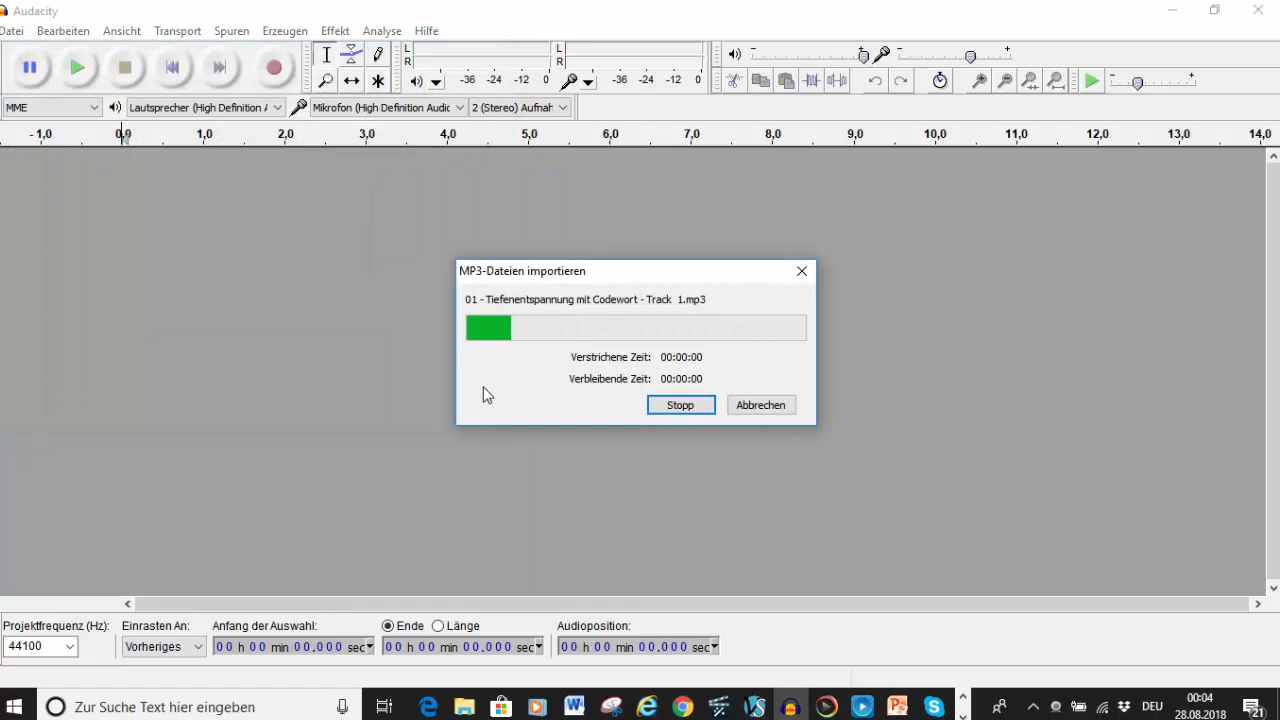 Audacity
Datei Bearbeiten Ansicht Transport Spuren Erzeugen Effekt Analyse Hilfe
L
R
L
R
-36 -24 -12 0
-36 -24 -12 0
MME
Lautsprecher (High Definition A
Mikrofon (High Definition Audio
2 (Stereo) Aufnah
- 1,0 0,0 1,0 2,0 3,0 4,0 5,0 6,0 7,0 8,0 9,0 10,0 11,0 12,0 13,0 14,0
MP3-Dateien importieren
01 - Tiefenentspannung mit Codewort - Track 1.mp3
Verstrichene Zeit: 00:00:00
Verbleibende Zeit: 00:00:00
Stopp Abbrechen
Projektfrequenz (Hz): Einrasten An: Anfang der Auswahl: Ende Länge Audioposition:
44100 Vorheriges 00 h 00 min 00.000 sec 00 h 00 min 00.000 sec 00 h 00 min 00.000 sec
Zur Suche Text hier eingeben
DEU
00:04
28.08.2018
21